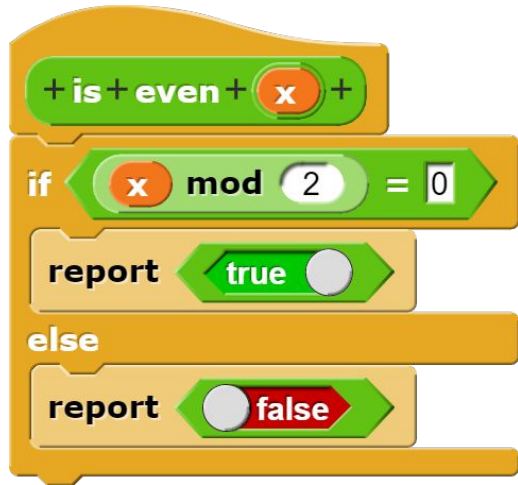 + is + even + x +
if x mod 2 = 0
report true
else
report false